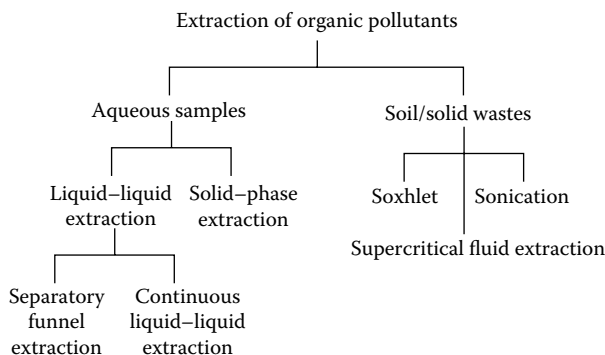 Extraction of organic pollutants
Aqueous samples
Soil/solid wastes
Liquid–liquid
extraction
Solid–phase
extraction
Soxhlet
Sonication
Supercritical fluid extraction
Separatory
funnel
extraction
Continuous
liquid–liquid
extraction